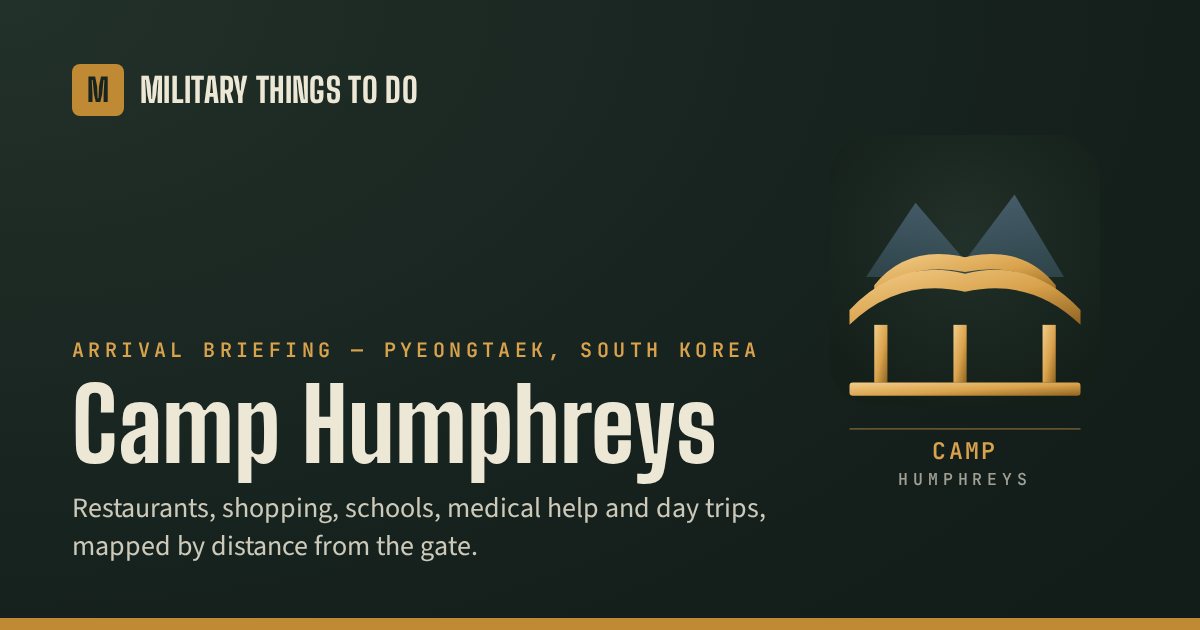 M
MILITARY THINGS TO DO
ARRIVAL BRIEFING — PYEONGTAEK, SOUTH KOREA
Camp Humphreys
Restaurants, shopping, schools, medical help and day trips,
mapped by distance from the gate.
CAMP
HUMPHREYS